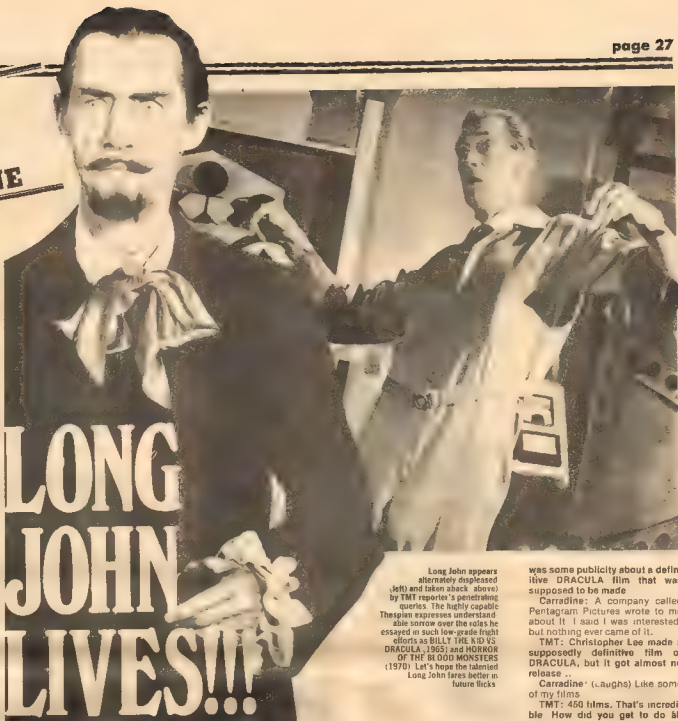 page 27
NE
LONG
JOHN
LIVES!!!
Long John appears
alternately displeased
(left) and taken aback above)
by TMT reporter's penetrating
queries. The highly capable
Thespian expresses understand-
able sorrow over the roles he
essayed in such low-grade fright
efforts as BILLY THE KID VS
DRACULA (1965) and HORROR
OF THE BLOOD MONSTERS
(1970) Let's hope the talented
Long John fares better in
future flicks
was some publicity about a defin
itive DRACULA film that wa
supposed to be made
Carradine: A company calle
Pentagram Pictures wrote to m
about it I said I was interested
but nothing ever came of it.
TMT: Christopher Lee made
supposedly definitive film o
DRACULA, but it got almost n
release ..
Carradine: (Laughs) Like som
of my films
TMT: 450 films. That's incredi
ble How did you get to do al